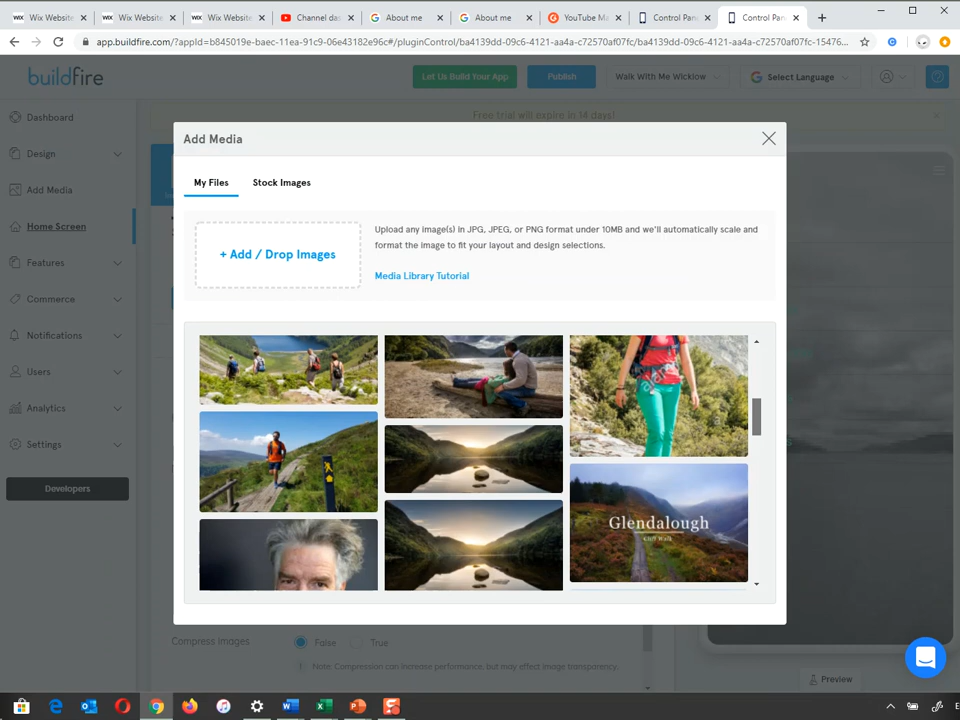 Wix Website
Wix Website
Wix Website
Channel das
About me
About me
YouTube Ma
Control Pan
Control Pane
app.buildfire.com/?appId=b845019e-baec-11ea-91c9-06e43182e96c#/pluginControl/ba4139dd-09c6-4121-aa4a-c72570af07fc/ba4139dd-09c6-4121-aa4a-c72570af07fc-15476...
buildfire
Let Us Build Your App
Publish
Walk With Me Wicklow
Select Language
Free trial will expire in 14 days!
Dashboard
Design
Add Media
Home Screen
Features
Commerce
Notifications
Users
Analytics
Settings
Developers
Add Media
My Files
Stock Images
+ Add / Drop Images
Upload any image(s) in JPG, JPEG, or PNG format under 10MB and we'll automatically scale and
format the image to fit your layout and design selections.
Media Library Tutorial
Glendalough
Cliff Walk
Compress Images
False
True
Note: Compression can increase performance, but may effect image transparency.
Preview